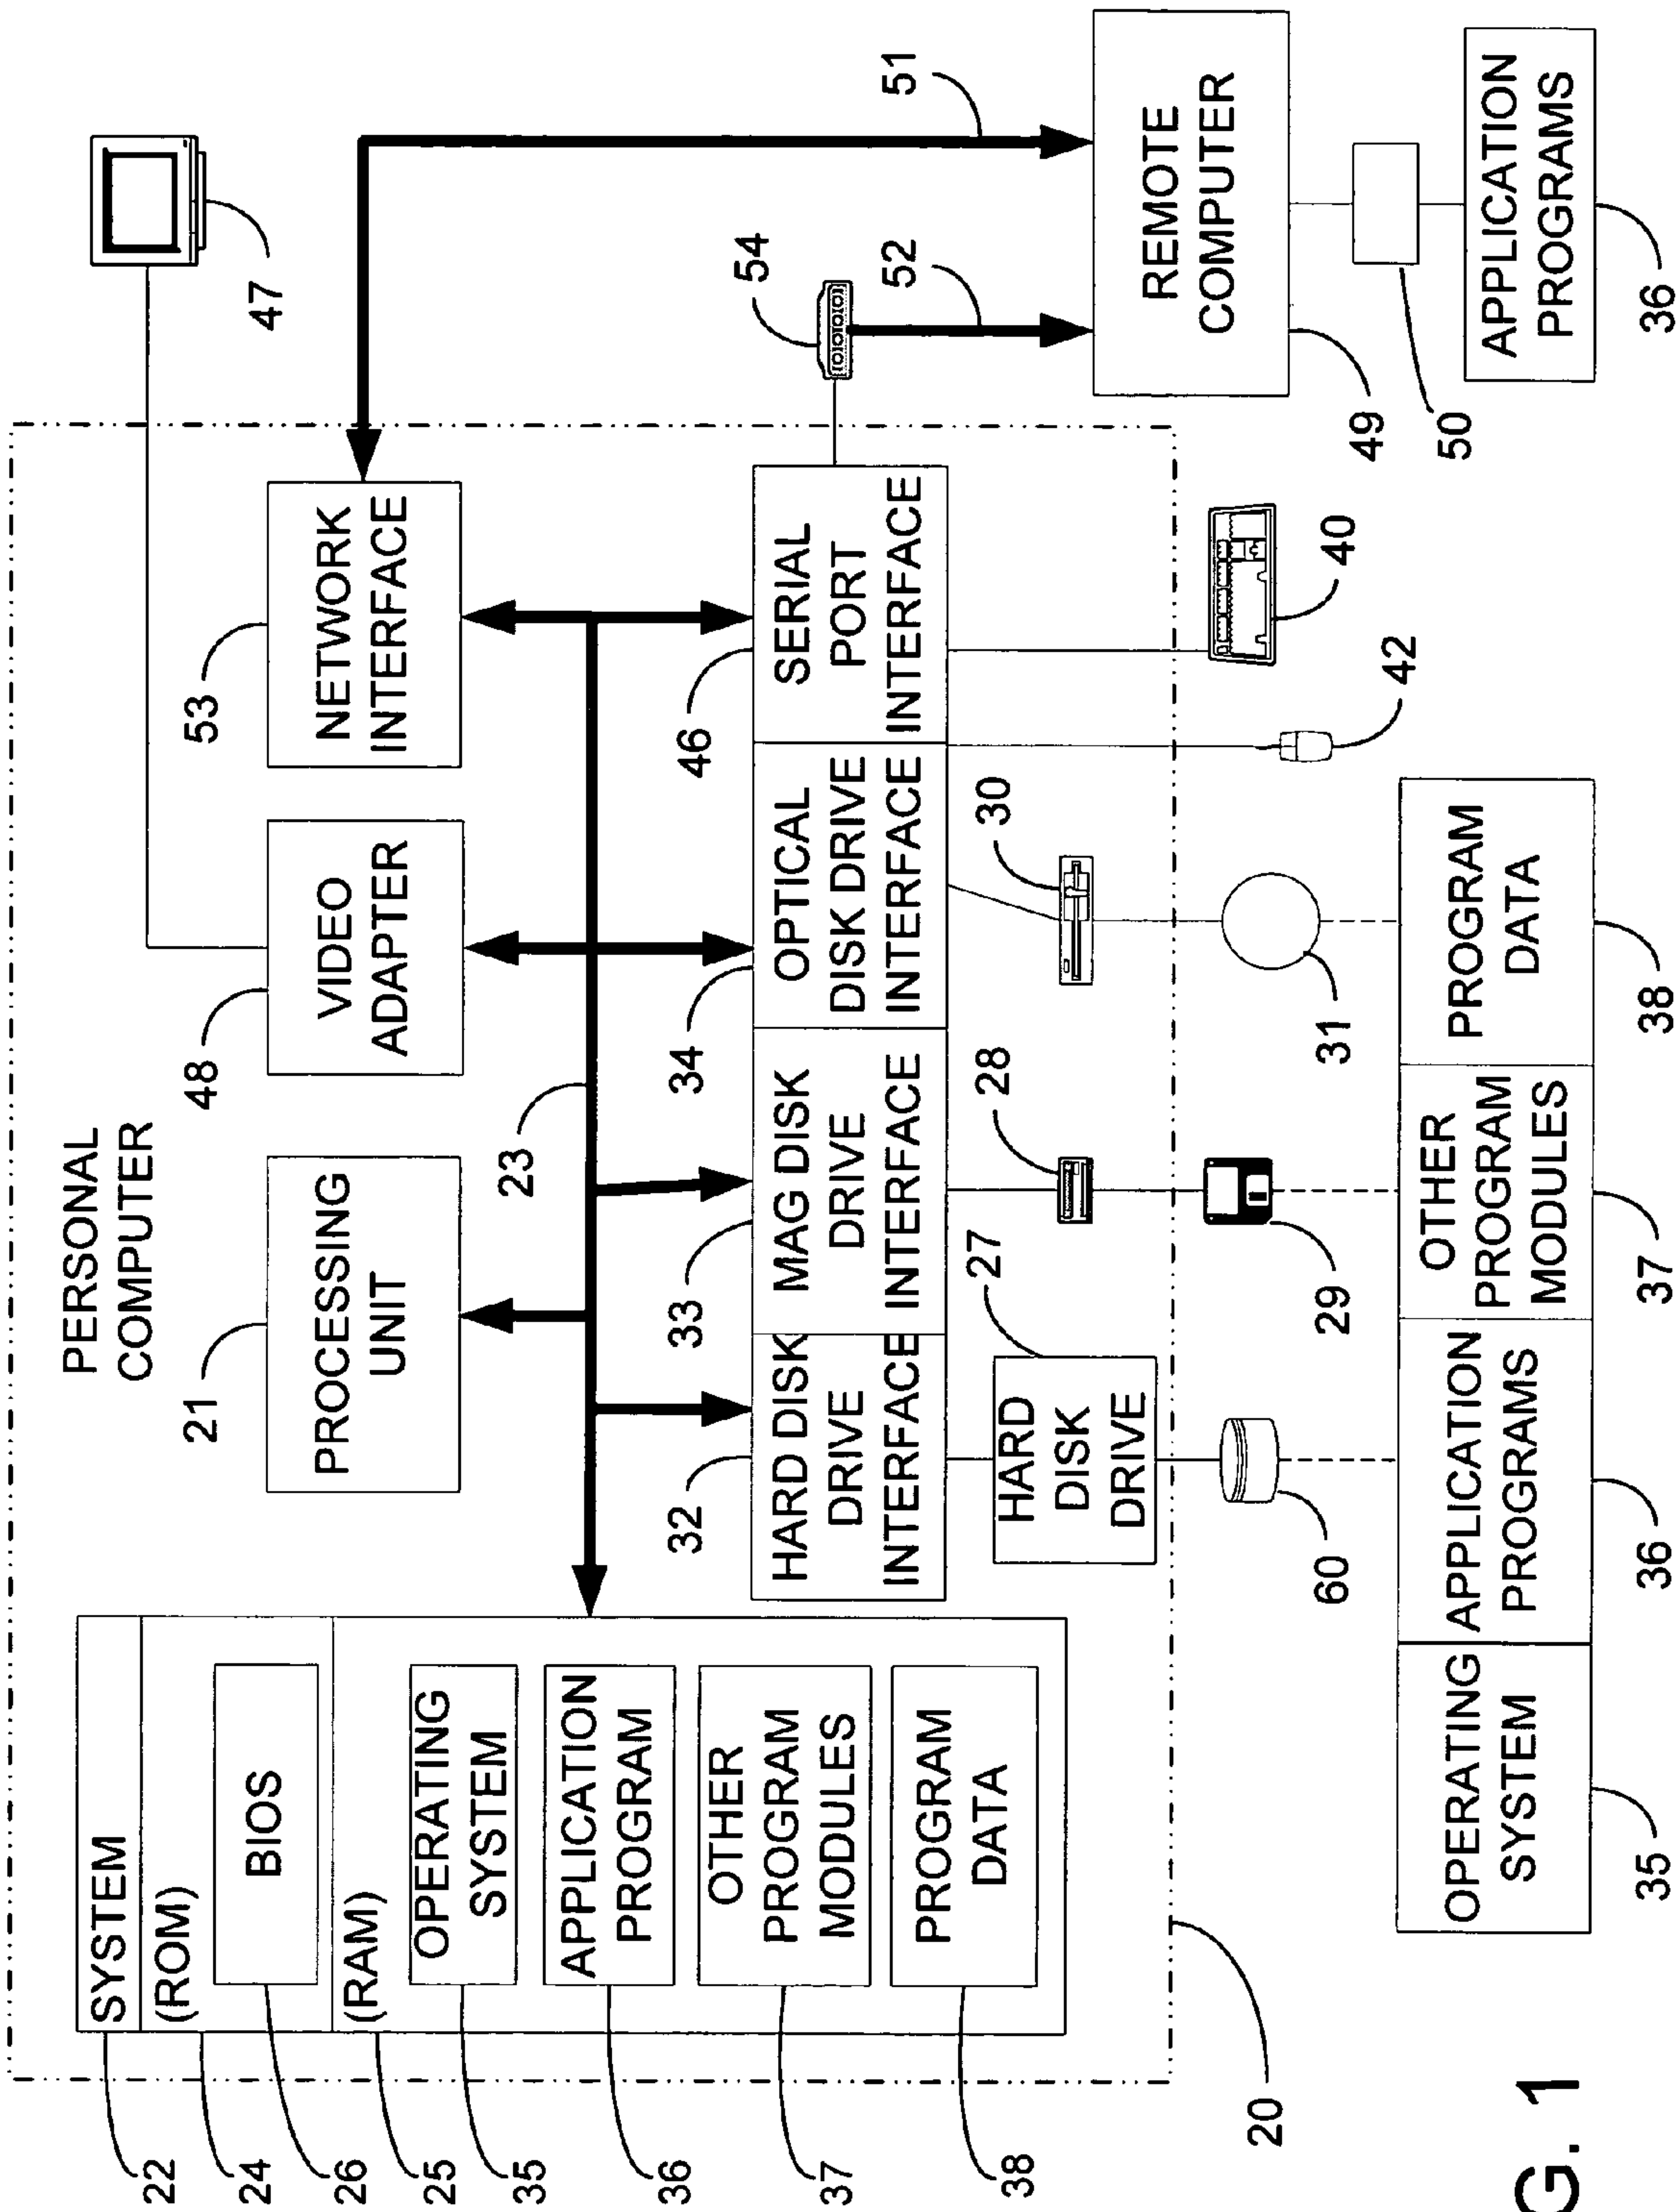 PERSONAL
COMPUTER
22
SYSTEM
24
(ROM)
26
BIOS
25
(RAM)
35
OPERATING
SYSTEM
36
APPLICATION
PROGRAM
37
OTHER
PROGRAM
MODULES
38
PROGRAM
DATA
21
PROCESSING
UNIT
48
VIDEO
ADAPTER
53
NETWORK
INTERFACE
47
23
32
HARD DISK
DRIVE
INTERFACE
33
MAG DISK
DRIVE
INTERFACE
34
OPTICAL
DISK DRIVE
INTERFACE
46
SERIAL
PORT
INTERFACE
54
52
51
27
HARD
DISK
DRIVE
28
30
20
60
29
31
42
40
REMOTE
COMPUTER
49
50
APPLICATION
PROGRAMS
36
OPERATING
SYSTEM
35
APPLICATION
PROGRAMS
36
OTHER
PROGRAM
MODULES
37
PROGRAM
DATA
38
G. 1